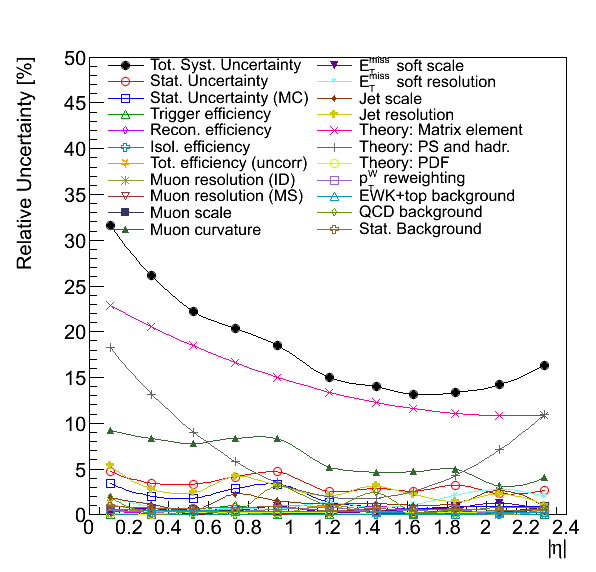 Relative Uncertainty [%]
50
45
40
35
30
25
20
15
10
5
0
Tot. Syst. Uncertainty
Stat. Uncertainty
Stat. Uncertainty (MC)
Trigger efficiency
Recon. efficiency
Isol. efficiency
Tot. efficiency (uncorr)
Muon resolution (ID)
Muon resolution (MS)
Muon scale
Muon curvature
E_T^miss soft scale
E_T^miss soft resolution
Jet scale
Jet resolution
Theory: Matrix element
Theory: PS and hadr.
Theory: PDF
p_T^W reweighting
EWK+top background
QCD background
Stat. Background
0 0.2 0.4 0.6 0.8 1 1.2 1.4 1.6 1.8 2 2.2 2.4
|η|